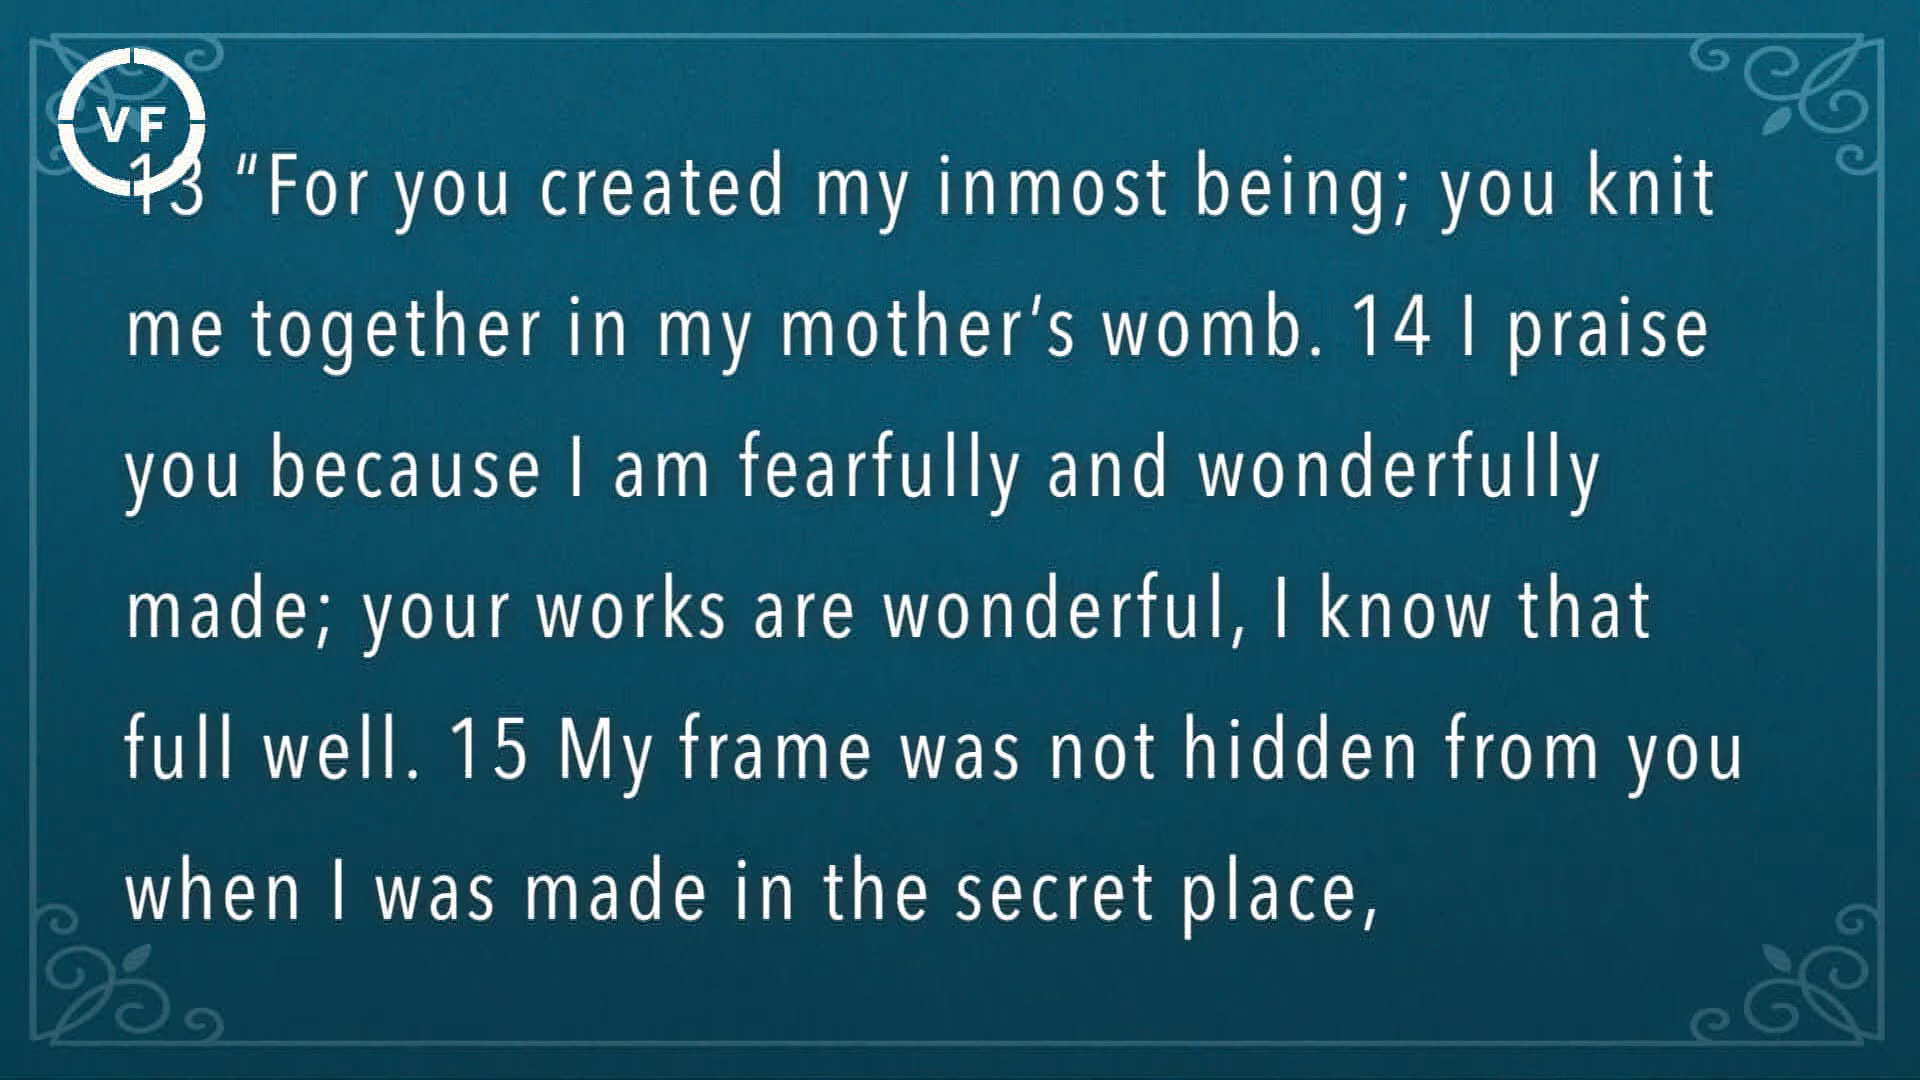 VF
13 “For you created my inmost being; you knit
me together in my mother’s womb. 14 I praise
you because I am fearfully and wonderfully
made; your works are wonderful, I know that
full well. 15 My frame was not hidden from you
when I was made in the secret place,